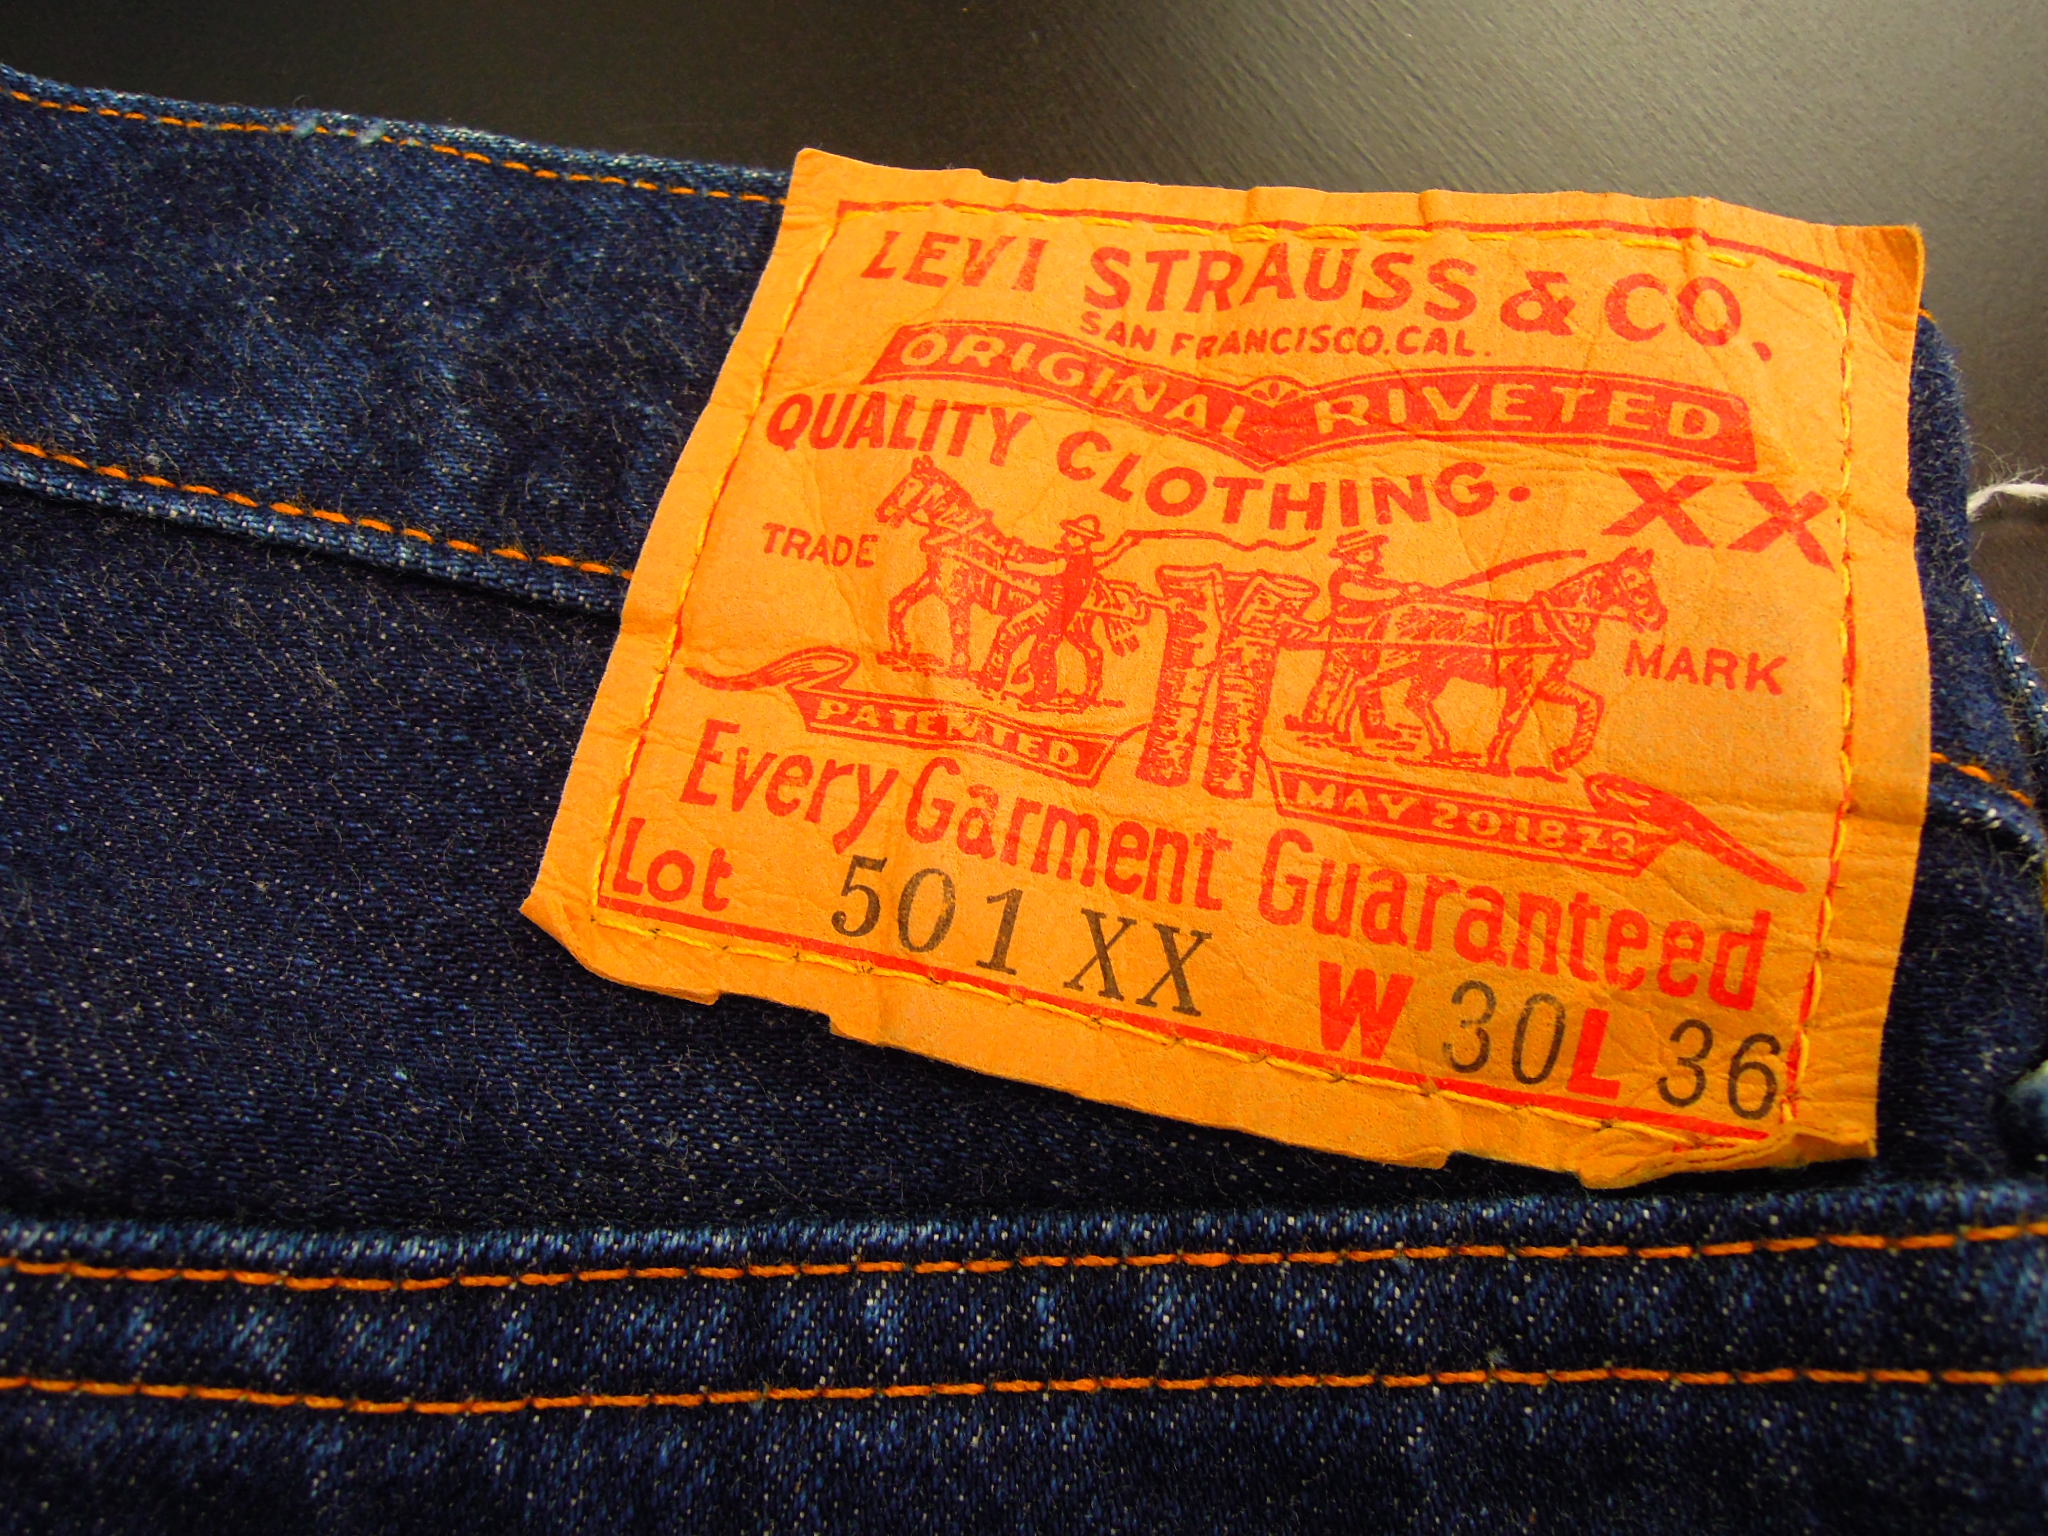 LEVI STRAUSS & CO.
SAN FRANCISCO, CAL.
ORIGINAL RIVETED
QUALITY CLOTHING.
XX
TRADE MARK
PATENTED MAY 20 1873
Every Garment Guaranteed
Lot 501 XX W 30 L 36